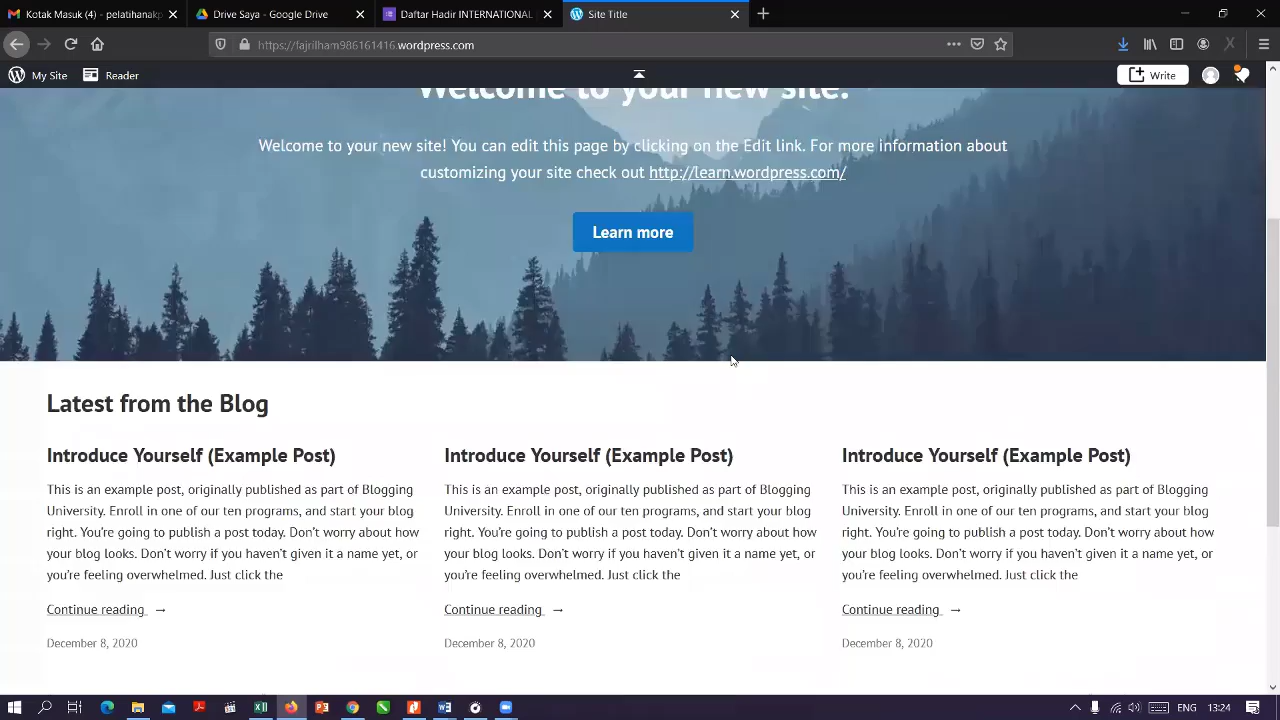 Kotak Masuk (4) - pelatihanakp
Drive Saya - Google Drive
Daftar Hadir INTERNATIONAL
Site Title
https://fajrilham986161416.wordpress.com
My Site
Reader
Write
Welcome to your new site.
Welcome to your new site! You can edit this page by clicking on the Edit link. For more information about
customizing your site check out http://learn.wordpress.com/
Learn more
Latest from the Blog
Introduce Yourself (Example Post)
This is an example post, originally published as part of Blogging
University. Enroll in one of our ten programs, and start your blog
right. You're going to publish a post today. Don't worry about how
your blog looks. Don't worry if you haven't given it a name yet, or
you're feeling overwhelmed. Just click the
Continue reading →
December 8, 2020
Introduce Yourself (Example Post)
This is an example post, originally published as part of Blogging
University. Enroll in one of our ten programs, and start your blog
right. You're going to publish a post today. Don't worry about how
your blog looks. Don't worry if you haven't given it a name yet, or
you're feeling overwhelmed. Just click the
Continue reading →
December 8, 2020
Introduce Yourself (Example Post)
This is an example post, originally published as part of Blogging
University. Enroll in one of our ten programs, and start your blog
right. You're going to publish a post today. Don't worry about how
your blog looks. Don't worry if you haven't given it a name yet, or
you're feeling overwhelmed. Just click the
Continue reading →
December 8, 2020
ENG
13:24